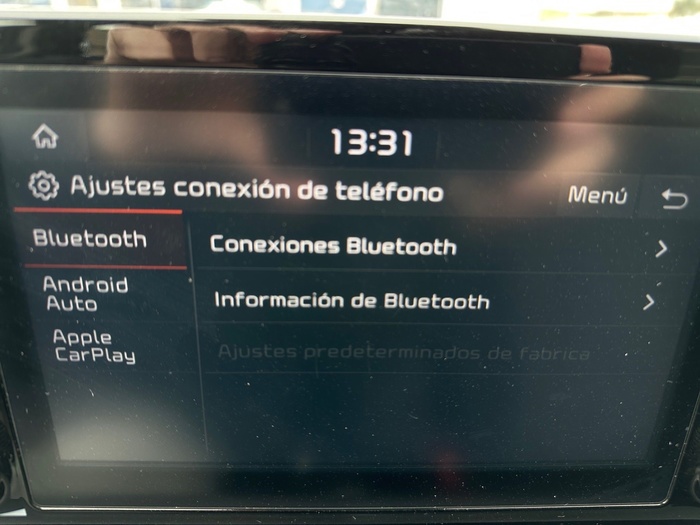 13:31
Ajustes conexión de teléfono
Menú
Bluetooth
Conexiones Bluetooth
Android
Auto
Información de Bluetooth
Apple
CarPlay
Ajustes predeterminados de fabrica